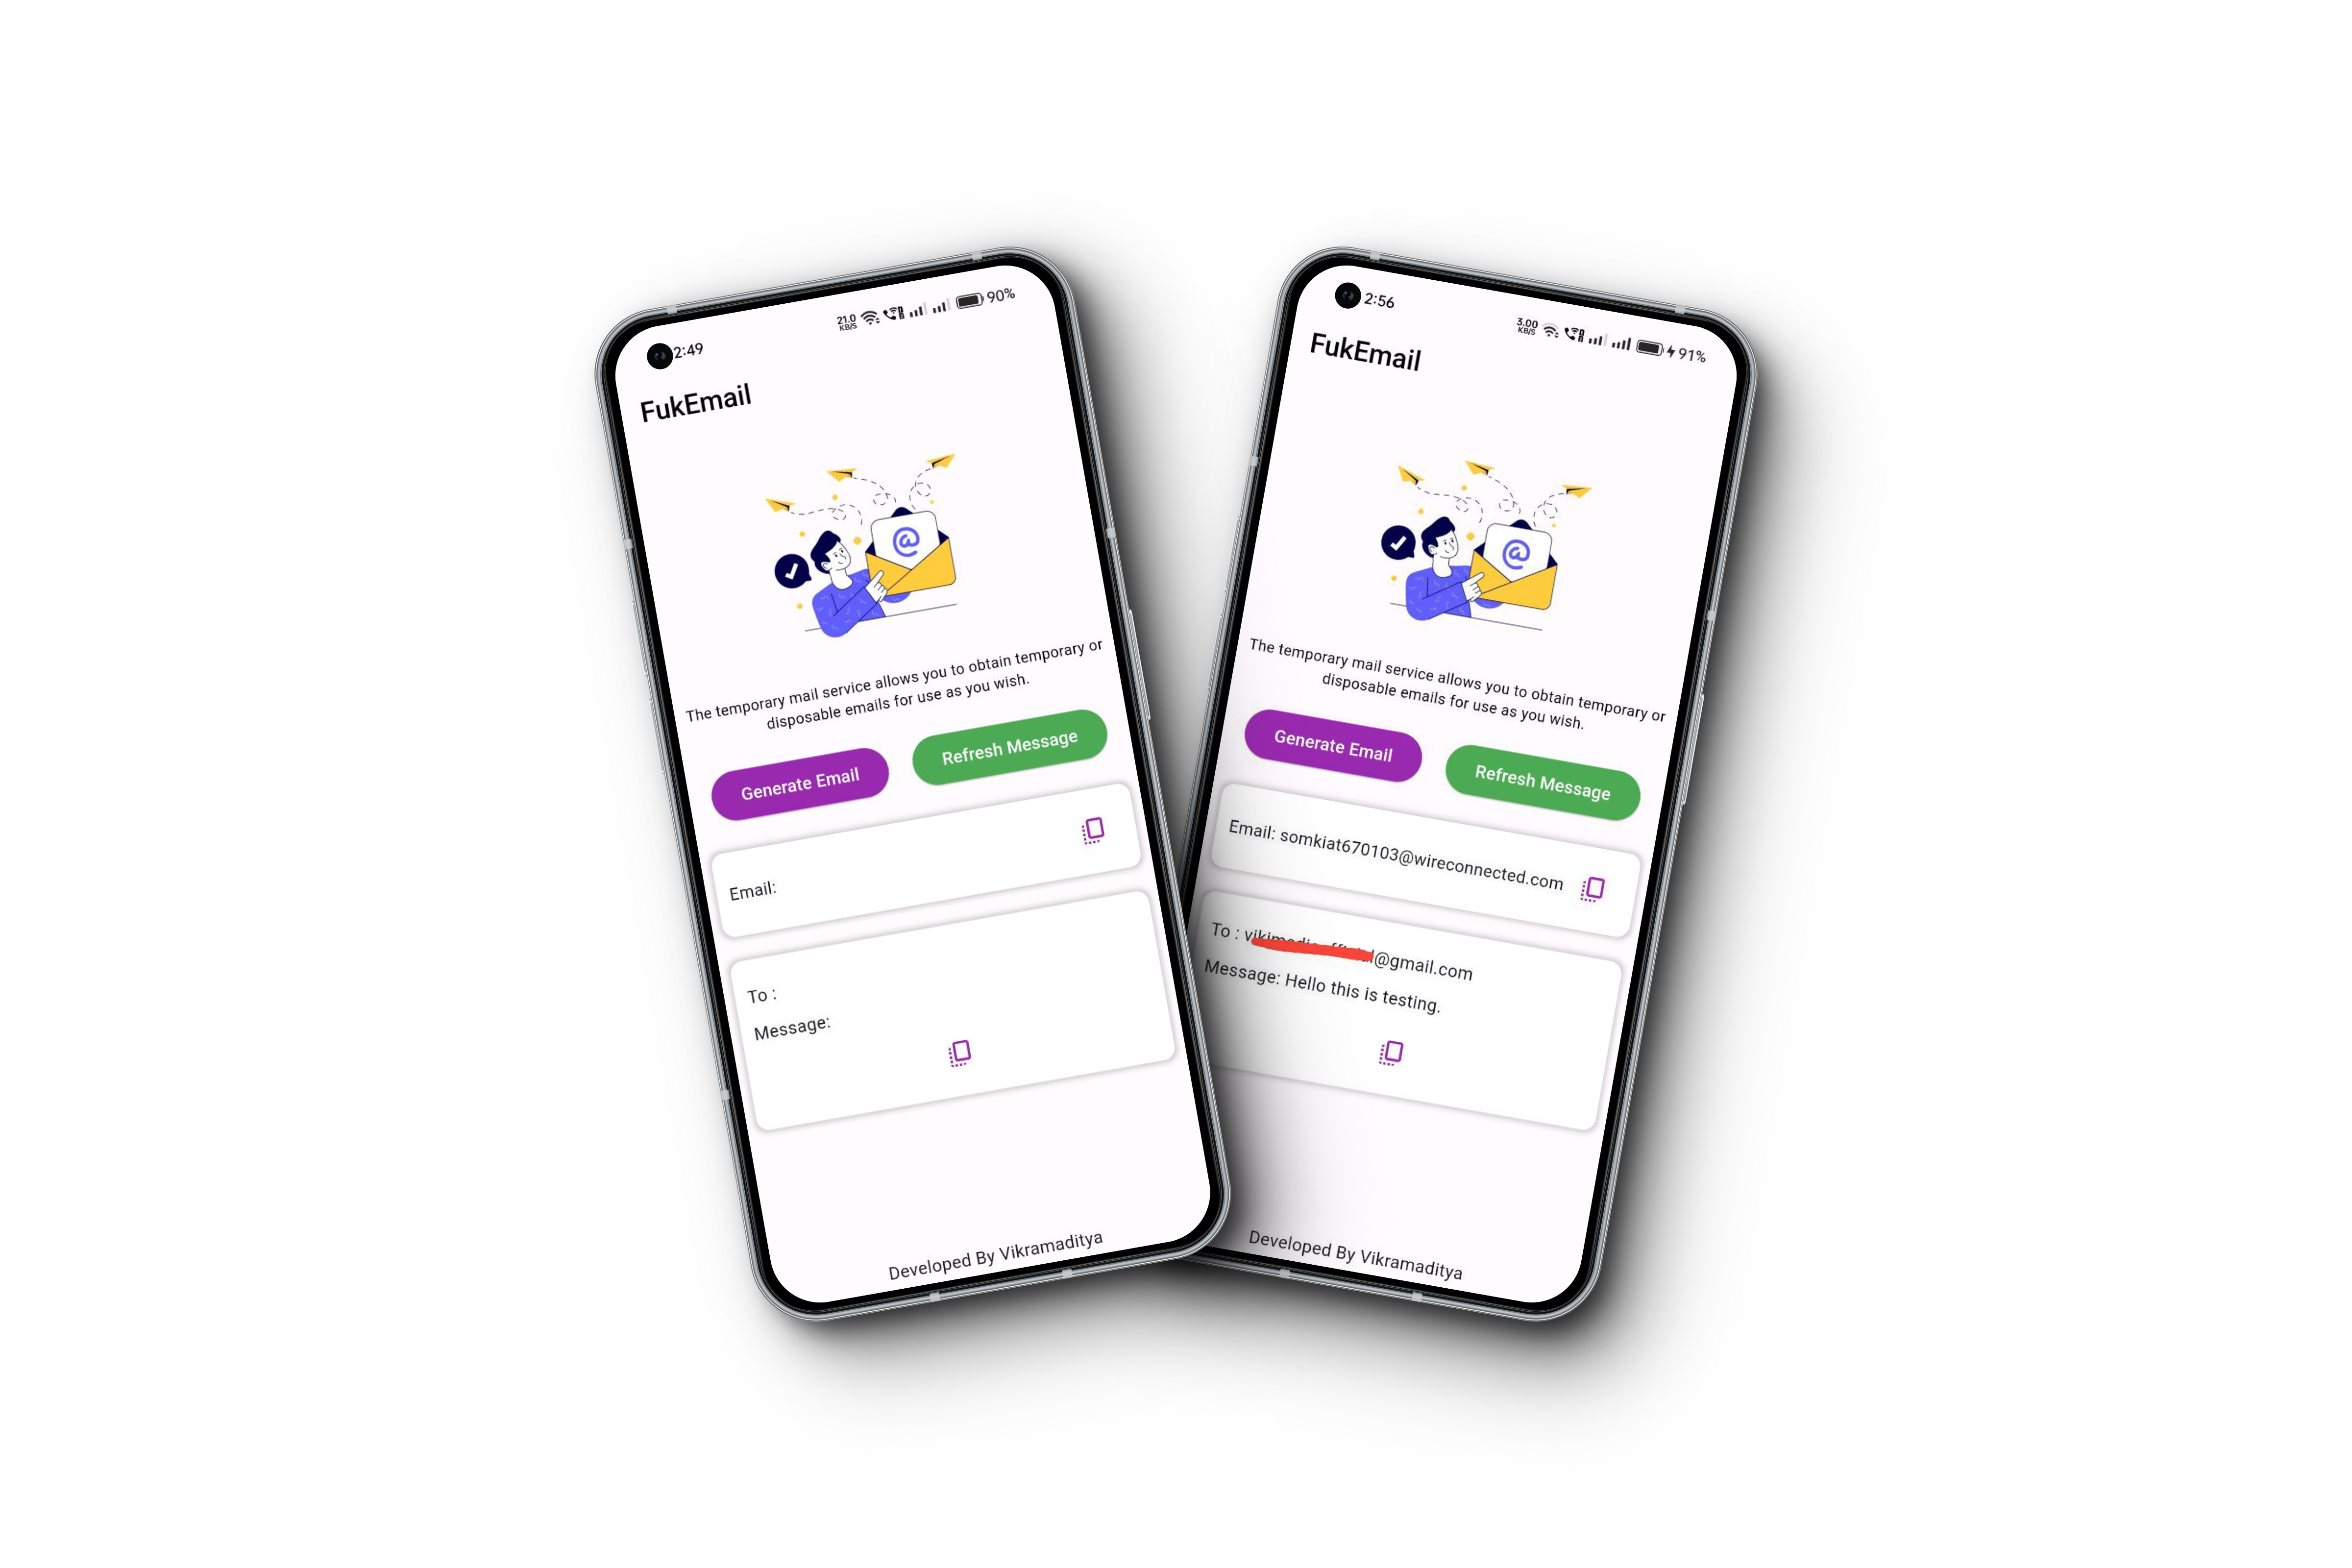 2:49
21.0
KB/S
90%
FukEmail
The temporary mail service allows you to obtain temporary or
disposable emails for use as you wish.
Generate Email
Refresh Message
Email:
To :
Message:
Developed By Vikramaditya
2:56
3.00
KB/S
91%
FukEmail
The temporary mail service allows you to obtain temporary or
disposable emails for use as you wish.
Generate Email
Refresh Message
Email: somkiat670103@wireconnected.com
To : @gmail.com
Message: Hello this is testing.
Developed By Vikramaditya